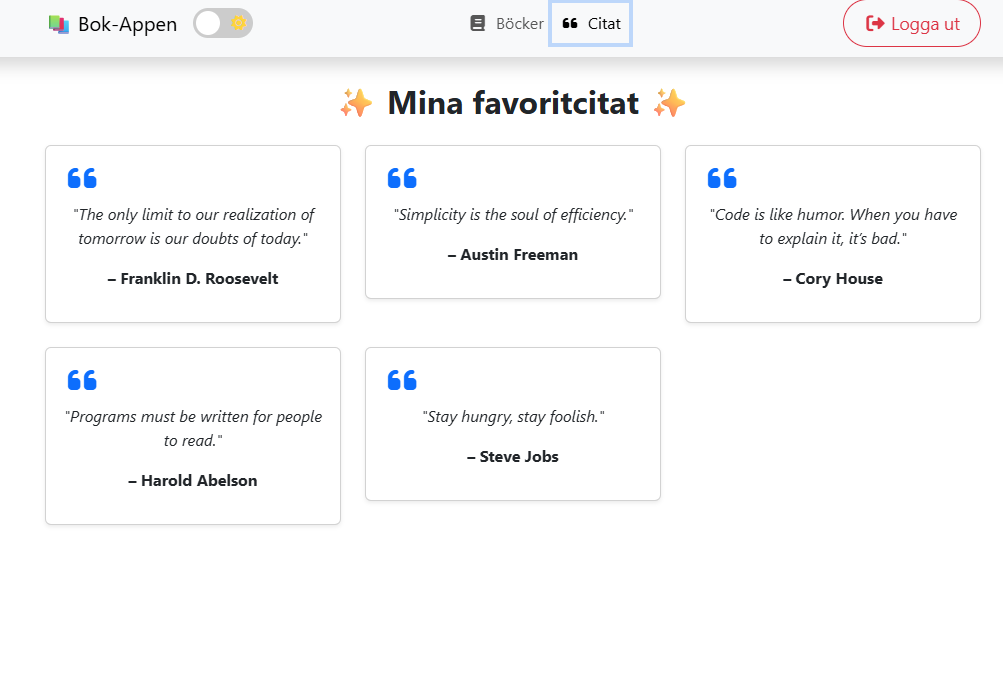 Bok-Appen
Böcker
Citat
Logga ut
Mina favoritcitat
"The only limit to our realization of
tomorrow is our doubts of today."
– Franklin D. Roosevelt
"Simplicity is the soul of efficiency."
– Austin Freeman
"Code is like humor. When you have
to explain it, it’s bad."
– Cory House
"Programs must be written for people
to read."
– Harold Abelson
"Stay hungry, stay foolish."
– Steve Jobs